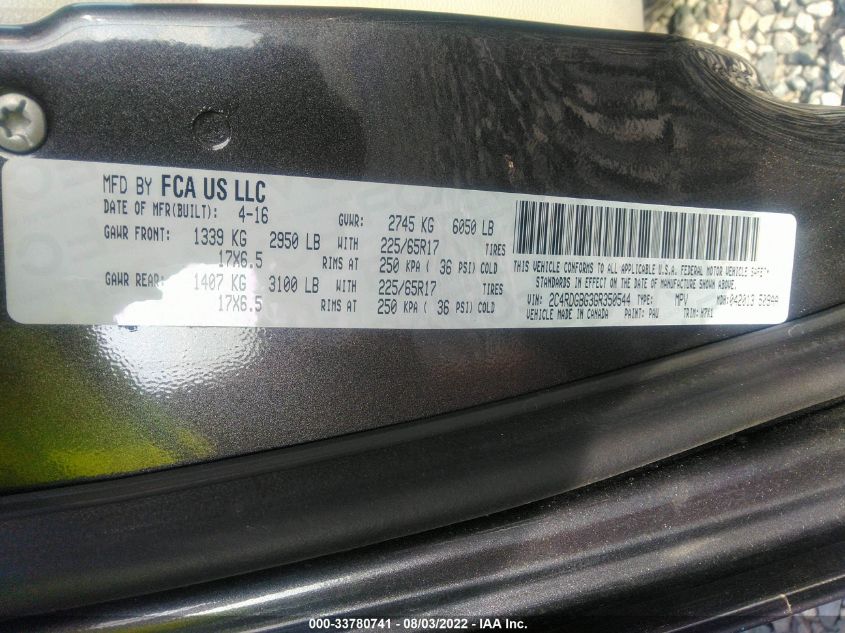 MFD BY FCA US LLC
DATE OF MFR(BUILT): 4-16 GVWR: 2745 KG 6050 LB
GAWR FRONT: 1339 KG 2950 LB WITH 225/65R17 TIRES
17X6.5 RIMS AT 250 KPA ( 36 PSI) COLD
GAWR REAR: 1407 KG 3100 LB WITH 225/65R17 TIRES
17X6.5 RIMS AT 250 KPA ( 36 PSI) COLD
THIS VEHICLE CONFORMS TO ALL APPLICABLE U.S.A. FEDERAL MOTOR VEHICLE SAFETY
STANDARDS IN EFFECT ON THE DATE OF MANUFACTURE SHOWN ABOVE.
VIN: 2C4RDGBG3GR350544 TYPE: MPV MDH: 042013
VEHICLE MADE IN CANADA PAINT: PAU TRIM:
000-33780741 - 08/03/2022 - IAA Inc.